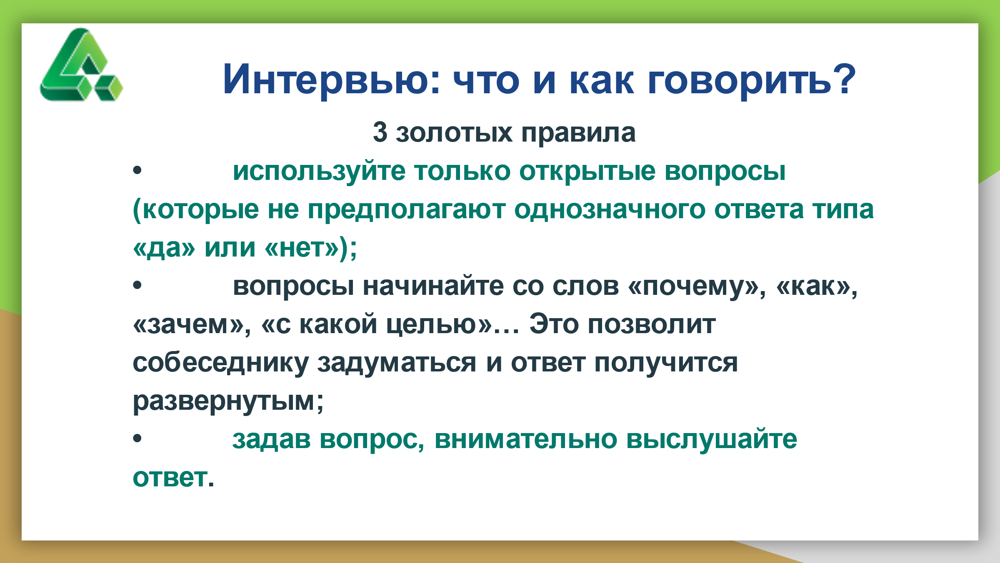 Интервью: что и как говорить?
3 золотых правила
• используйте только открытые вопросы
(которые не предполагают однозначного ответа типа
«да» или «нет»);
• вопросы начинайте со слов «почему», «как»,
«зачем», «с какой целью»… Это позволит
собеседнику задуматься и ответ получится
развернутым;
• задав вопрос, внимательно выслушайте
ответ.